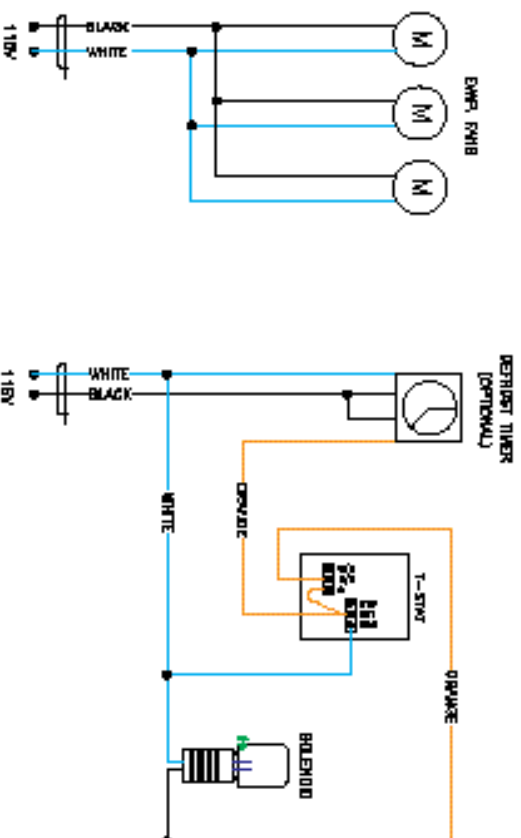 BLACK
WHITE
115V
M
M
M
EVAP. FANS
WHITE
BLACK
115V
DEFROST TIMER
(OPTIONAL)
ORANGE
WHITE
T-STAT
ORANGE
SOLENOID